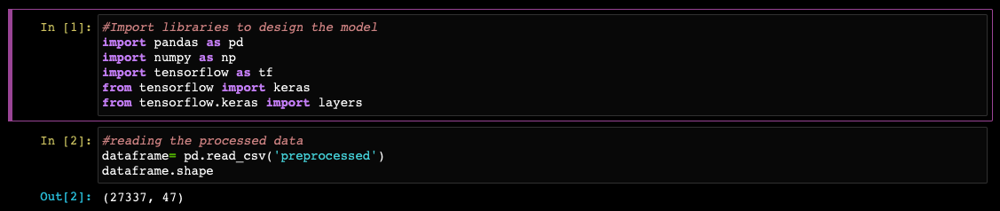 In [1]: #Import libraries to design the model
import pandas as pd
import numpy as np
import tensorflow as tf
from tensorflow import keras
from tensorflow.keras import layers
In [2]: #reading the processed data
dataframe= pd.read_csv('preprocessed')
dataframe.shape
Out[2]: (27337, 47)